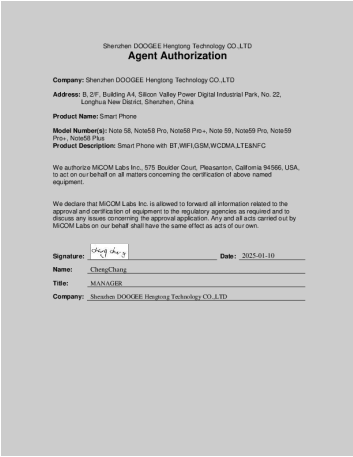 Shenzhen DOOGEE Hengtong Technology CO.,LTD
Agent Authorization
Company: Shenzhen DOOGEE Hengtong Technology CO.,LTD
Address: B, 2/F, Building A4, Silicon Valley Power Digital Industrial Park, No. 22,
Longhua New District, Shenzhen, China
Product Name: Smart Phone
Model Number(s): Note 58, Note58 Pro, Note58 Pro+, Note 59, Note59 Pro, Note59
Pro+, Note58 Plus
Product Description: Smart Phone with BT,WIFI,GSM,WCDMA,LTE&NFC
We authorize MiCOM Labs Inc., 575 Boulder Court, Pleasanton, California 94566, USA,
to act on our behalf on all matters concerning the certification of above named
equipment.
We declare that MiCOM Labs Inc. is allowed to forward all information related to the
approval and certification of equipment to the regulatory agencies as required and to
discuss any issues concerning the approval application. Any and all acts carried out by
MiCOM Labs on our behalf shall have the same effect as acts of our own.
Signature: cheng chang Date: 2025-01-10
Name: ChengChang
Title: MANAGER
Company: Shenzhen DOOGEE Hengtong Technology CO.,LTD